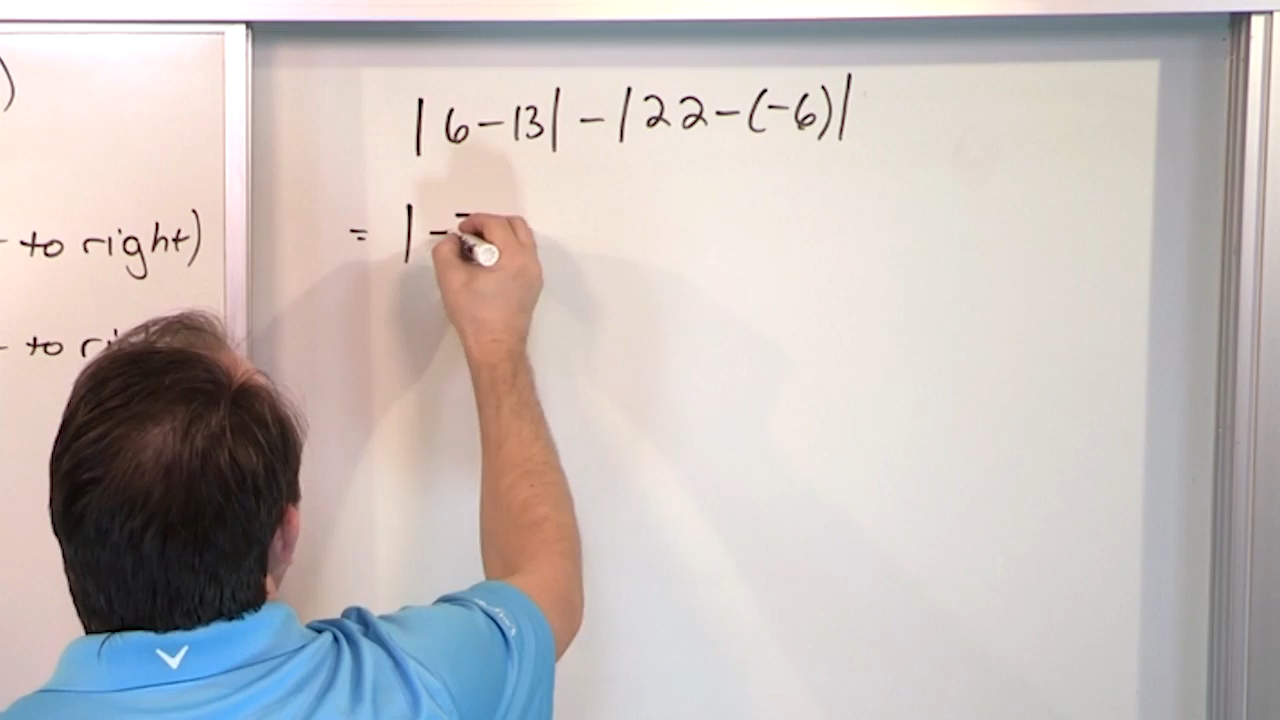 )
to right)
to
|6-13|-|22-(-6)|
= |-